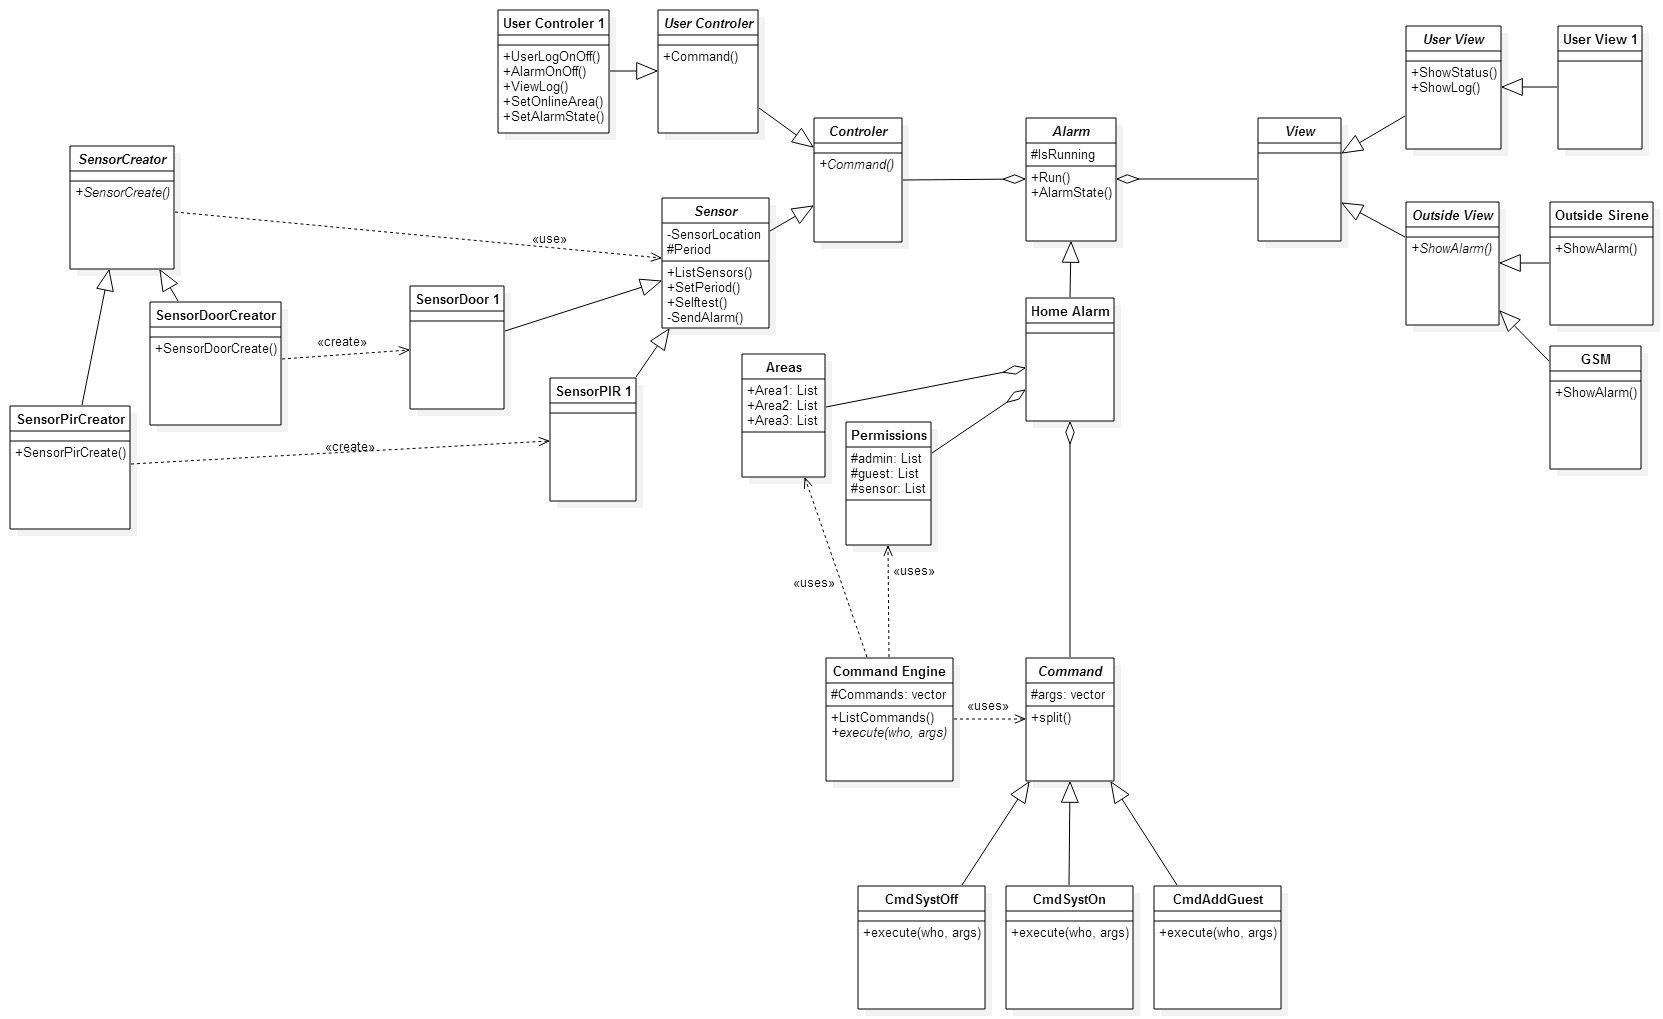 User Controler 1
+UserLogOnOff()
+AlarmOnOff()
+ViewLog()
+SetOnlineArea()
+SetAlarmState()
User Controler
+Command()
Controler
+Command()
Alarm
#IsRunning
+Run()
+AlarmState()
View
User View
+ShowStatus()
+ShowLog()
User View 1
SensorCreator
+SensorCreate()
«use»
Sensor
-SensorLocation
#Period
+ListSensors()
+SetPeriod()
+Selftest()
-SendAlarm()
Outside View
+ShowAlarm()
Outside Sirene
+ShowAlarm()
SensorDoorCreator
+SensorDoorCreate()
«create»
SensorDoor 1
Home Alarm
GSM
+ShowAlarm()
Areas
+Area1: List
+Area2: List
+Area3: List
SensorPirCreator
+SensorPirCreate()
«create»
SensorPIR 1
Permissions
#admin: List
#guest: List
#sensor: List
«uses»
«uses»
Command Engine
#Commands: vector
+ListCommands()
+execute(who, args)
«uses»
Command
#args: vector
+split()
CmdSystOff
+execute(who, args)
CmdSystOn
+execute(who, args)
CmdAddGuest
+execute(who, args)